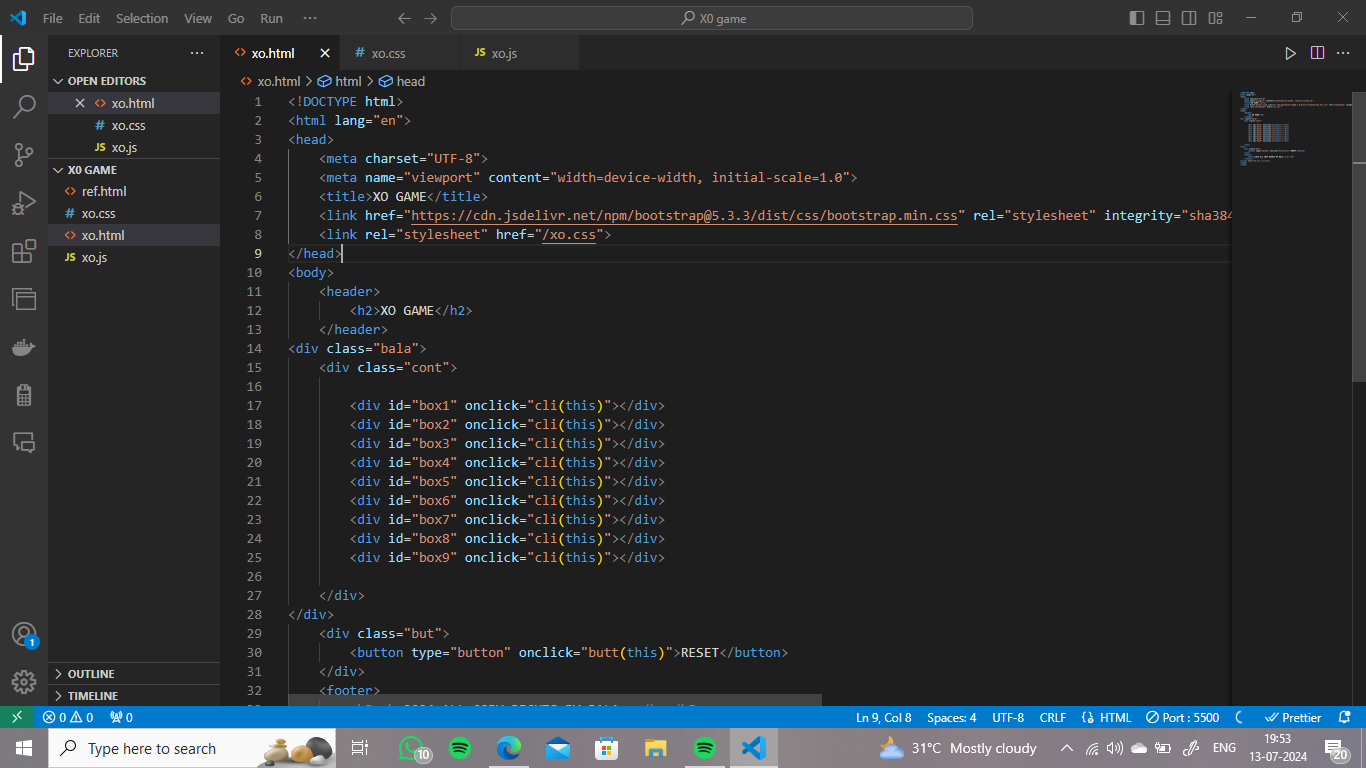 File Edit Selection View Go Run ··· X0 game
EXPLORER ···
OPEN EDITORS
xo.html
xo.css
JS xo.js
X0 GAME
ref.html
xo.css
xo.html
JS xo.js
OUTLINE
TIMELINE
xo.html xo.css JS xo.js
xo.html > html > head
1 <!DOCTYPE html>
2 <html lang="en">
3 <head>
4 <meta charset="UTF-8">
5 <meta name="viewport" content="width=device-width, initial-scale=1.0">
6 <title>XO GAME</title>
7 <link href="https://cdn.jsdelivr.net/npm/bootstrap@5.3.3/dist/css/bootstrap.min.css" rel="stylesheet" integrity="sha384
8 <link rel="stylesheet" href="/xo.css">
9 </head>
10 <body>
11 <header>
12 <h2>XO GAME</h2>
13 </header>
14 <div class="bala">
15 <div class="cont">
16
17 <div id="box1" onclick="cli(this)"></div>
18 <div id="box2" onclick="cli(this)"></div>
19 <div id="box3" onclick="cli(this)"></div>
20 <div id="box4" onclick="cli(this)"></div>
21 <div id="box5" onclick="cli(this)"></div>
22 <div id="box6" onclick="cli(this)"></div>
23 <div id="box7" onclick="cli(this)"></div>
24 <div id="box8" onclick="cli(this)"></div>
25 <div id="box9" onclick="cli(this)"></div>
26
27 </div>
28 </div>
29 <div class="but">
30 <button type="button" onclick="butt(this)">RESET</button>
31 </div>
32 <footer>
1
0 0 0 Ln 9, Col 8 Spaces: 4 UTF-8 CRLF HTML Port : 5500 Prettier
Type here to search 10 31°C Mostly cloudy ENG 19:53
13-07-2024 20